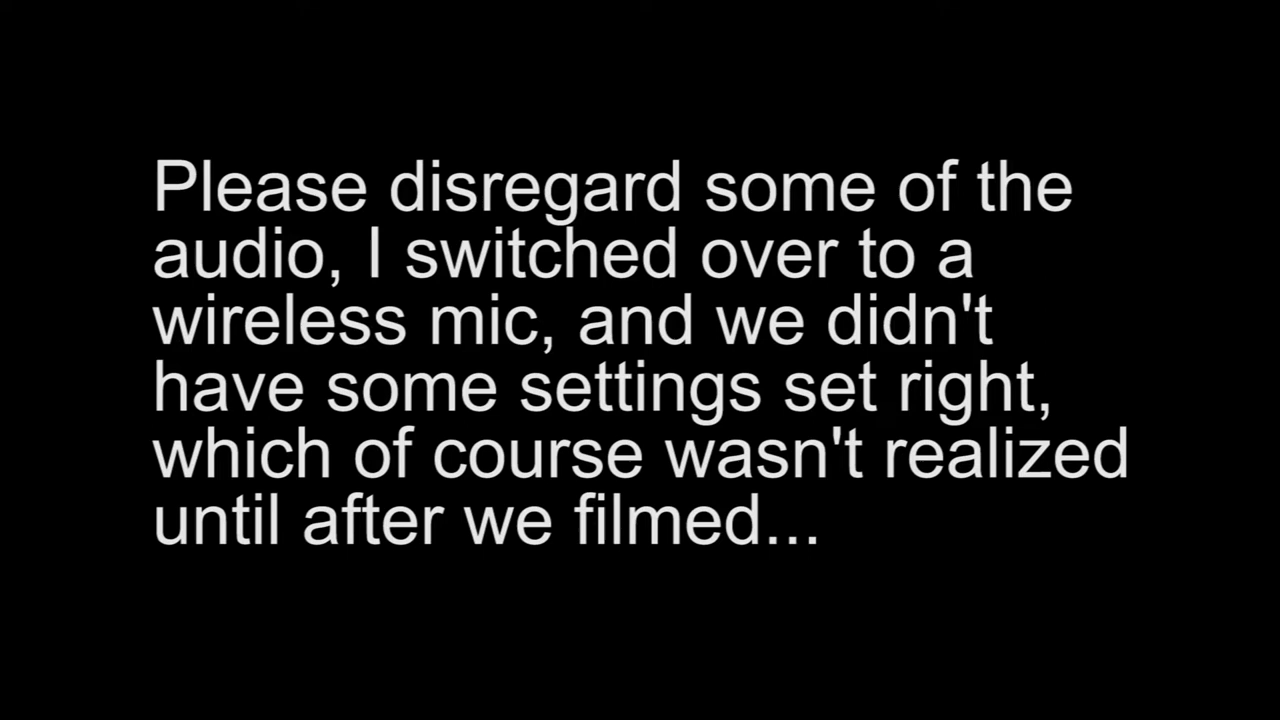 Please disregard some of the
audio, I switched over to a
wireless mic, and we didn't
have some settings set right,
which of course wasn't realized
until after we filmed...